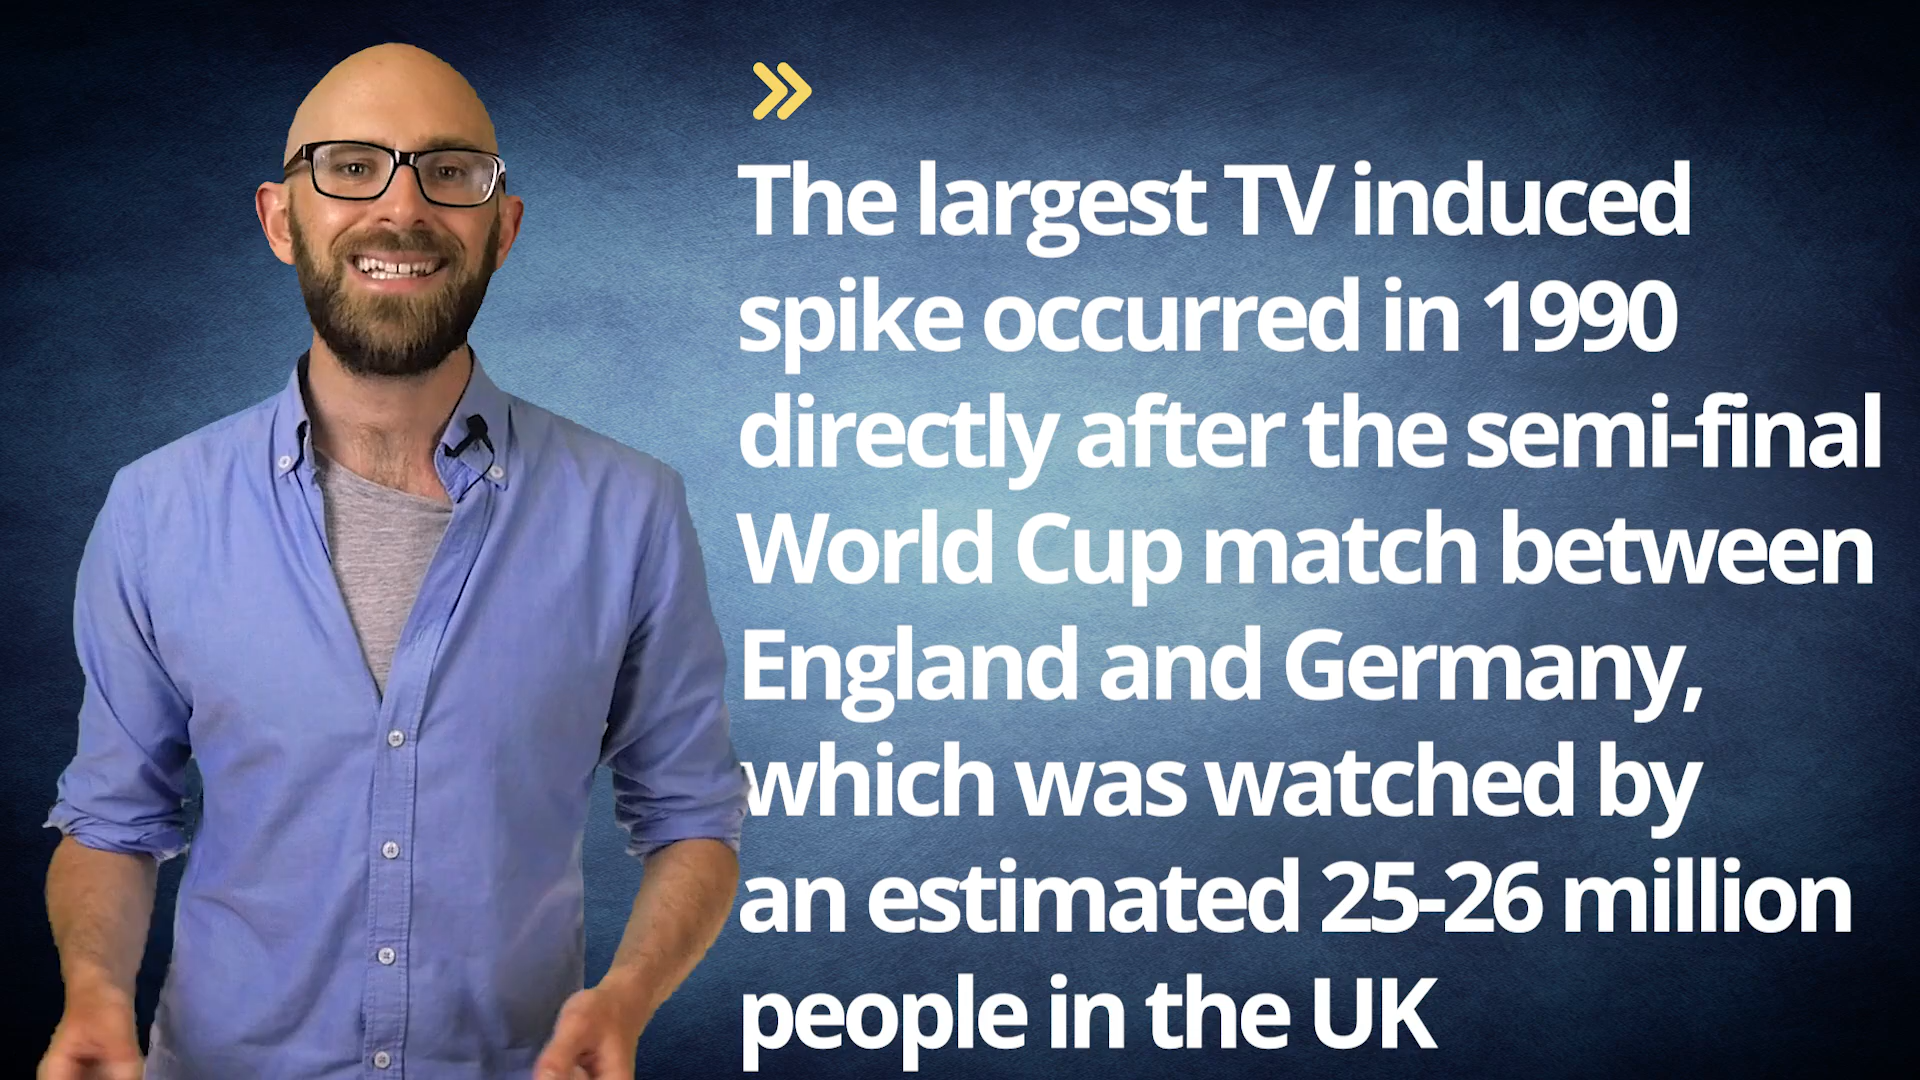 The largest TV induced
spike occurred in 1990
directly after the semi-final
World Cup match between
England and Germany,
which was watched by
an estimated 25-26 million
people in the UK